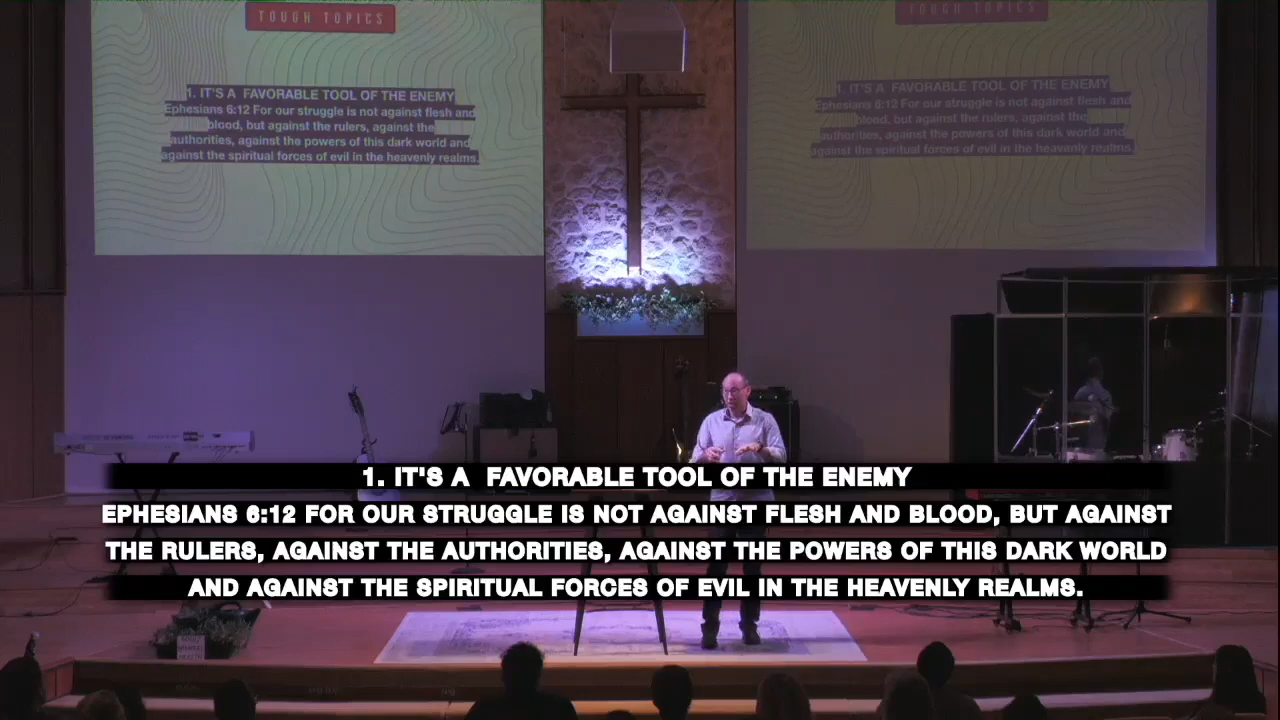 TOUGH TOPICS
1. IT'S A FAVORABLE TOOL OF THE ENEMY
Ephesians 6:12 For our struggle is not against flesh and
blood, but against the rulers, against the
authorities, against the powers of this dark world and
against the spiritual forces of evil in the heavenly realms.
TOUGH TOPICS
1. IT'S A FAVORABLE TOOL OF THE ENEMY
Ephesians 6:12 For our struggle is not against flesh and
blood, but against the rulers, against the
authorities, against the powers of this dark world and
against the spiritual forces of evil in the heavenly realms.
1. IT'S A FAVORABLE TOOL OF THE ENEMY
EPHESIANS 6:12 FOR OUR STRUGGLE IS NOT AGAINST FLESH AND BLOOD, BUT AGAINST
THE RULERS, AGAINST THE AUTHORITIES, AGAINST THE POWERS OF THIS DARK WORLD
AND AGAINST THE SPIRITUAL FORCES OF EVIL IN THE HEAVENLY REALMS.